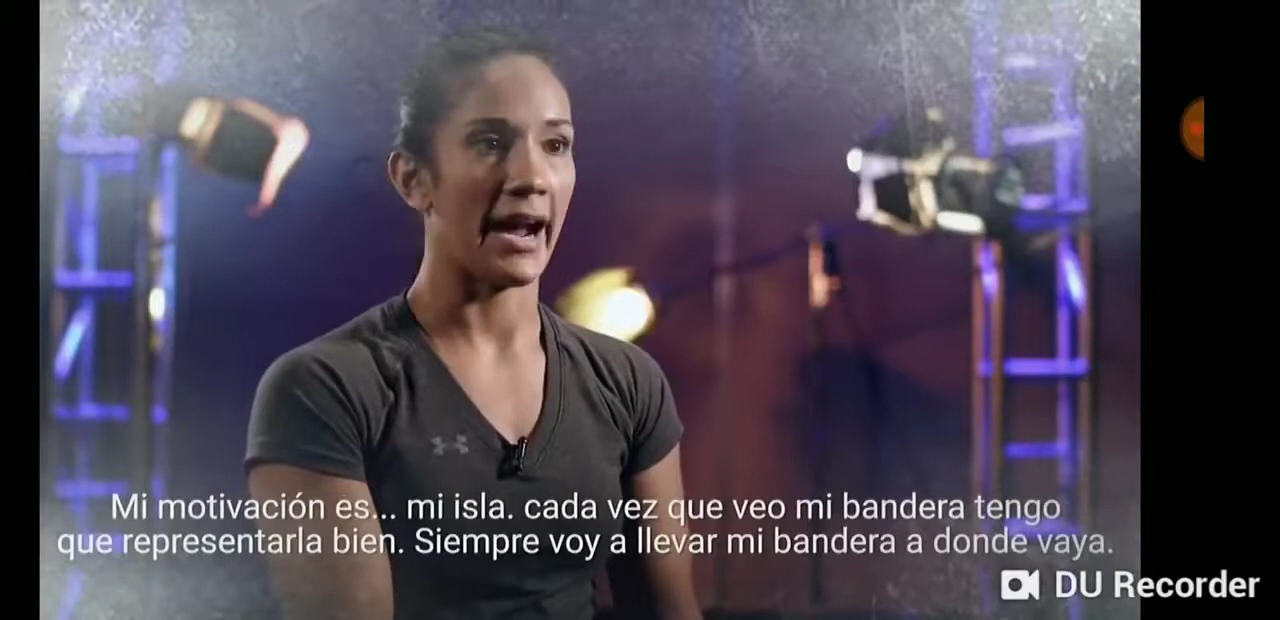 Mi motivación es... mi isla. cada vez que veo mi bandera tengo
que representarla bien. Siempre voy a llevar mi bandera a donde vaya.
DU Recorder